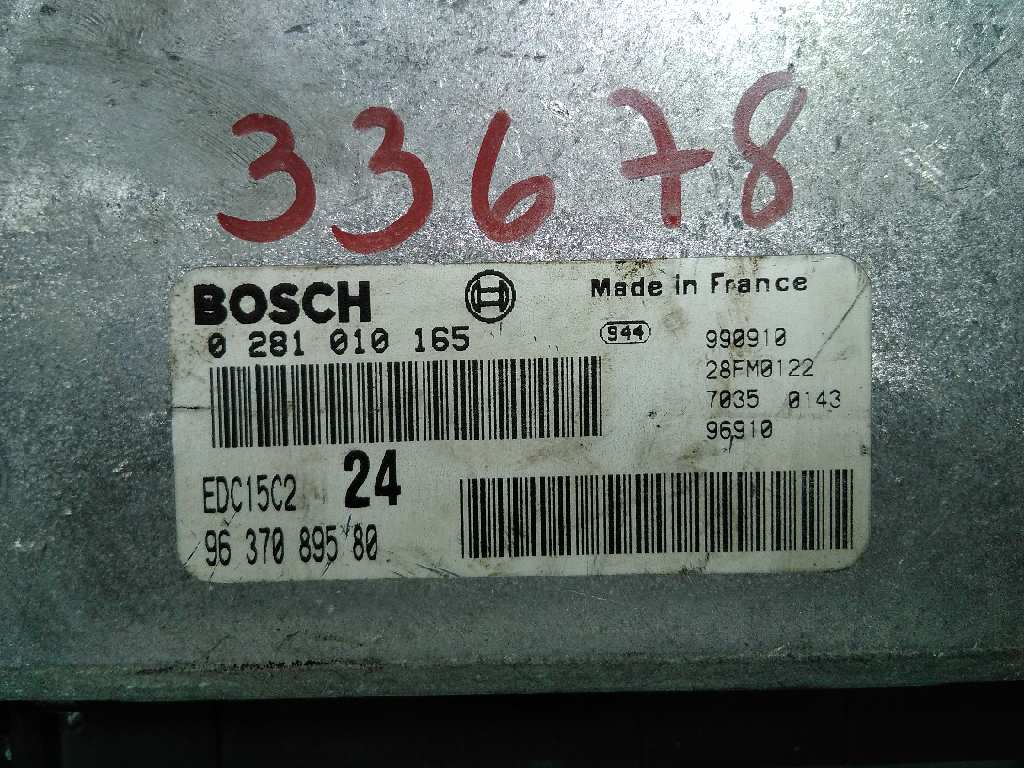 33678
BOSCH
Made in France
0 281 010 165
944
990910
28FM0122
7035 0143
96910
EDC15C2
24
96 370 895 80